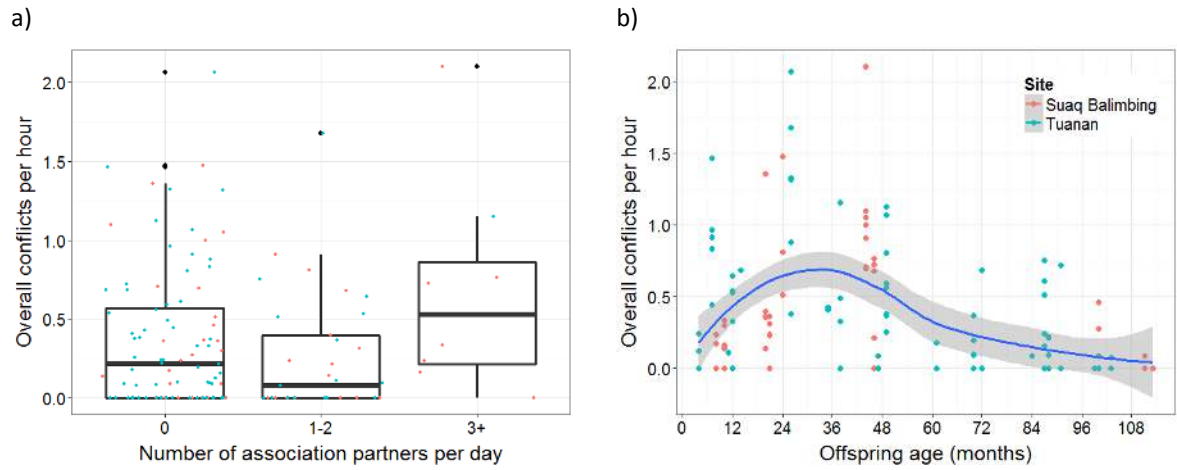 a)
Overall conflicts per hour
2.0
1.5
1.0
0.5
0.0
0
1-2
3+
Number of association partners per day
b)
Overall conflicts per hour
2.0
1.5
1.0
0.5
0.0
Site
Suaq Balimbing
Tuanan
0 12 24 36 48 60 72 84 96 108
Offspring age (months)